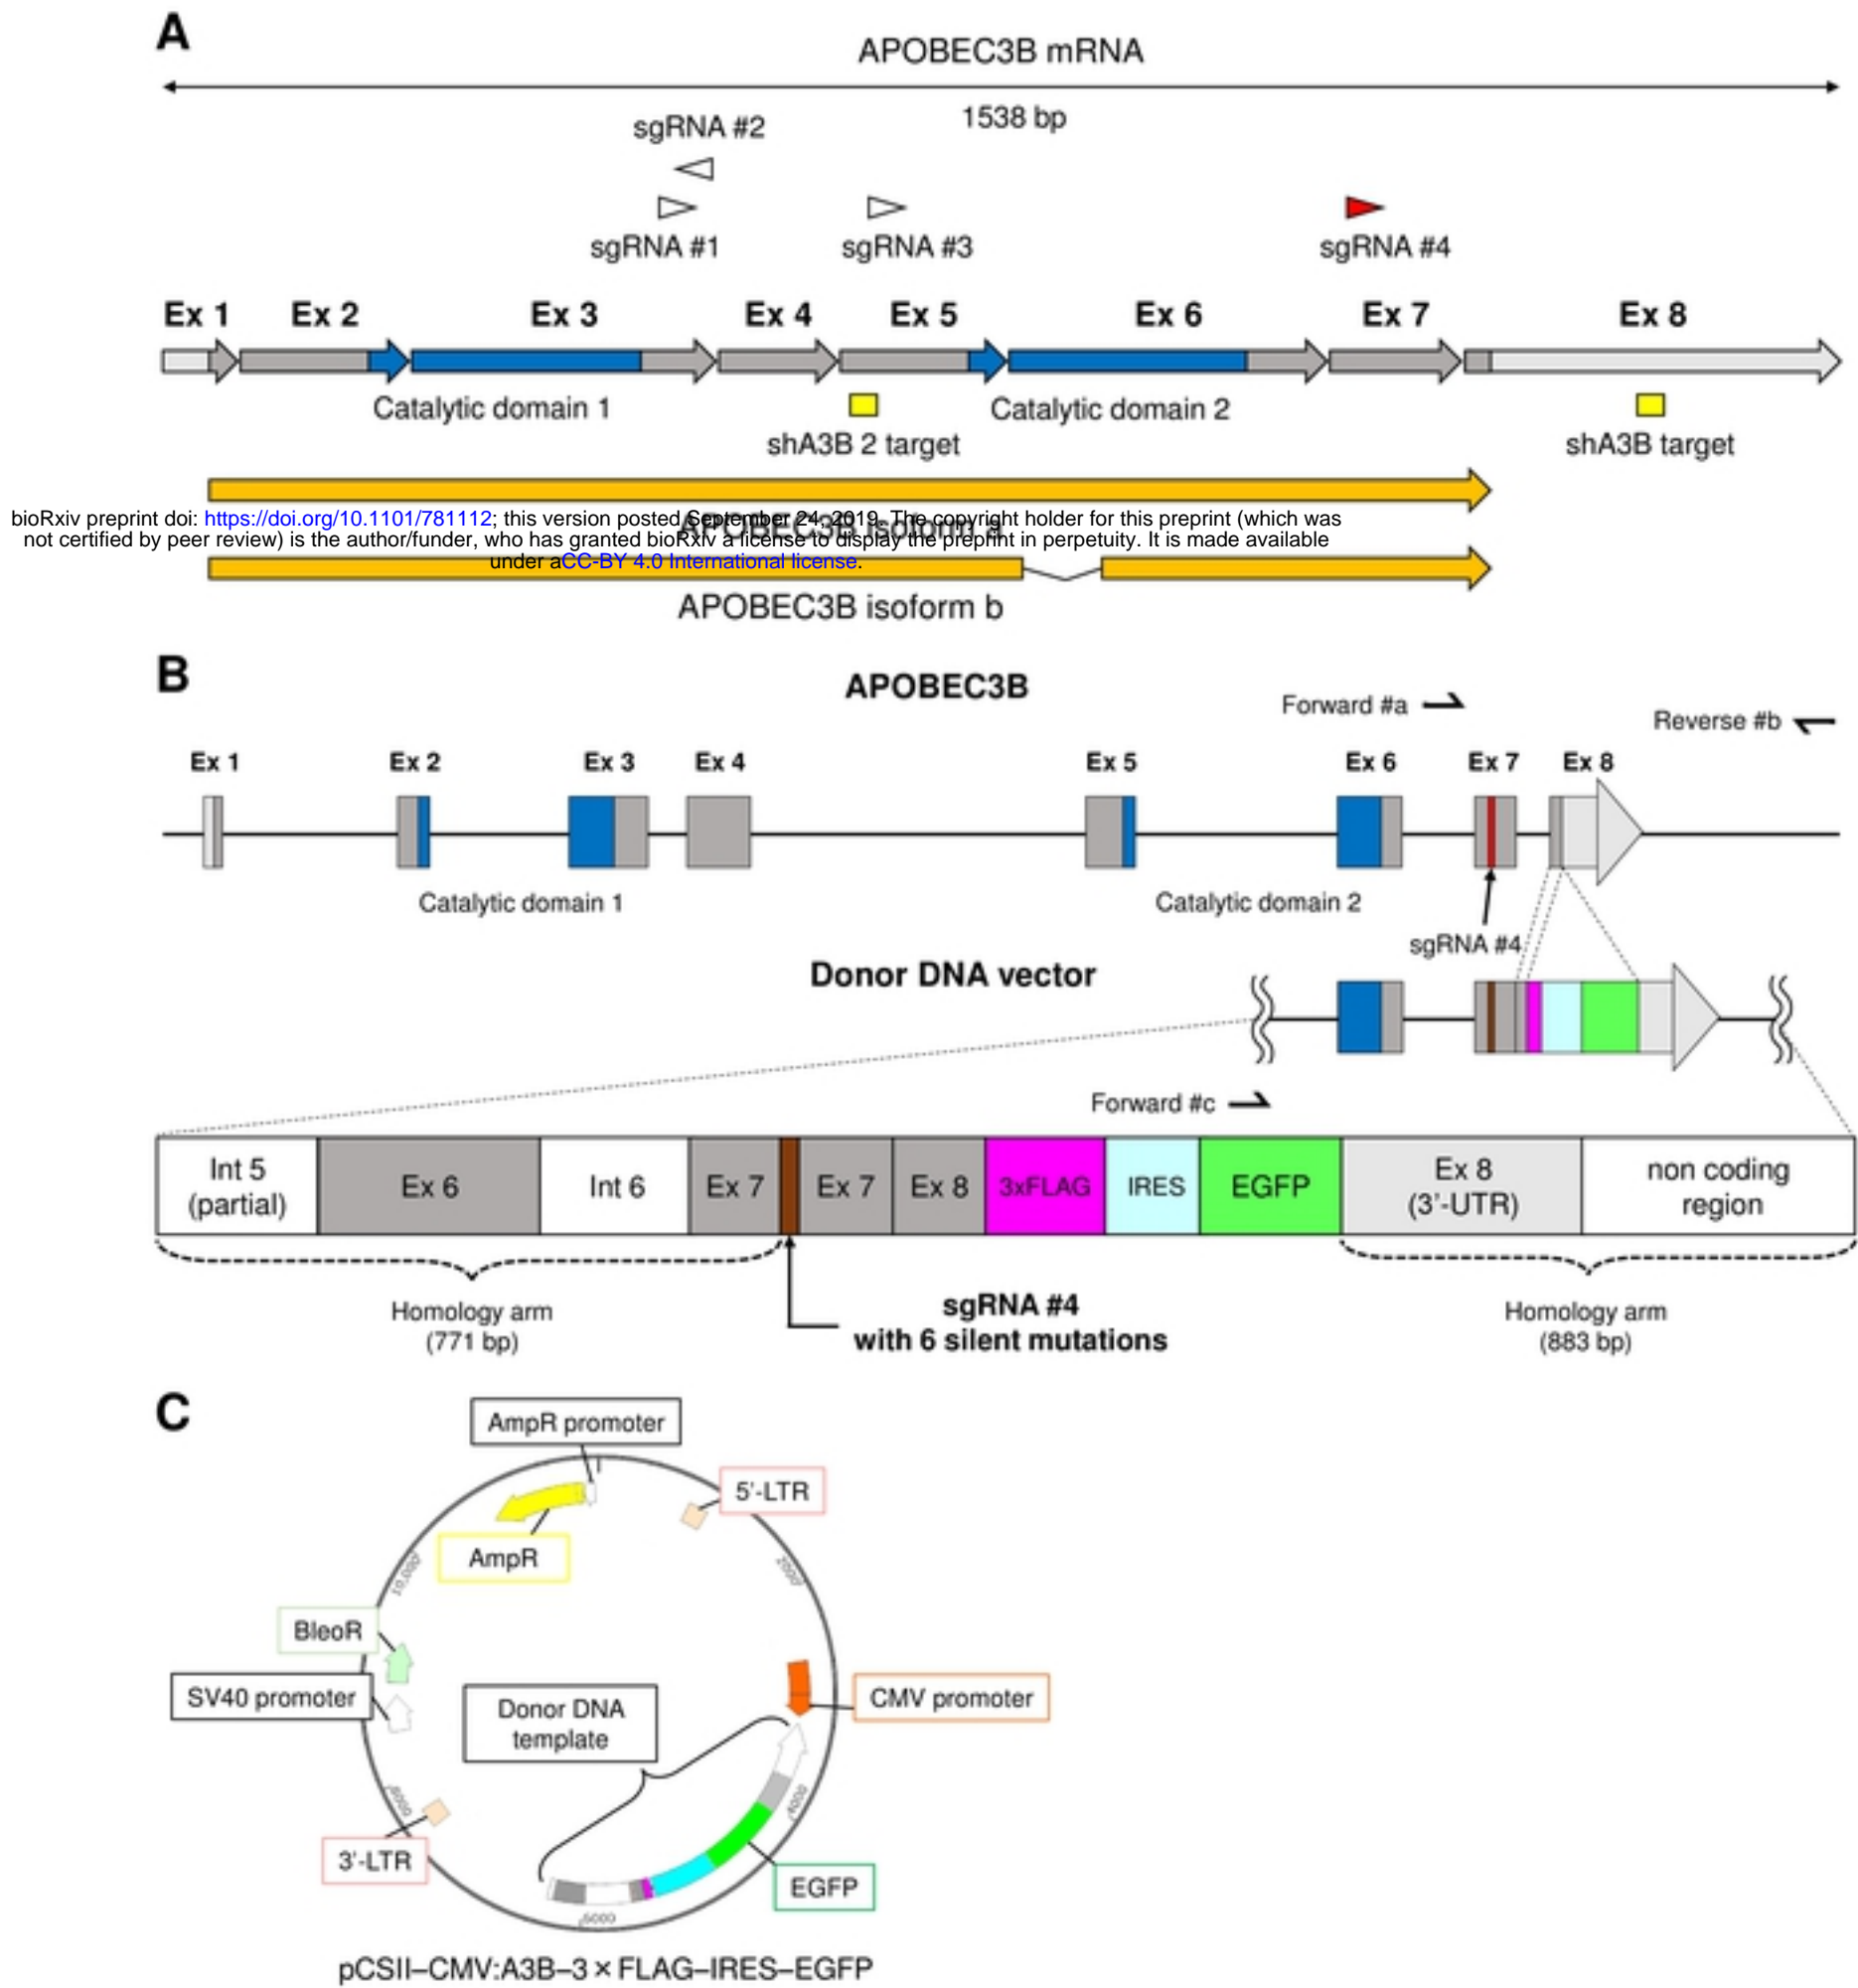 A
APOBEC3B mRNA
1538 bp
sgRNA #2
sgRNA #1
sgRNA #3
sgRNA #4
Ex 1 Ex 2 Ex 3 Ex 4 Ex 5 Ex 6 Ex 7 Ex 8
Catalytic domain 1
Catalytic domain 2
shA3B 2 target
shA3B target
APOBEC3B isoform a
bioRxiv preprint doi: https://doi.org/10.1101/781112; this version posted September 24, 2019. The copyright holder for this preprint (which was
not certified by peer review) is the author/funder, who has granted bioRxiv a license to display the preprint in perpetuity. It is made available
under aCC-BY 4.0 International license.
APOBEC3B isoform b
B
APOBEC3B
Forward #a
Reverse #b
Ex 1 Ex 2 Ex 3 Ex 4 Ex 5 Ex 6 Ex 7 Ex 8
Catalytic domain 1
Catalytic domain 2
sgRNA #4
Donor DNA vector
Forward #c
Int 5
(partial)
Ex 6
Int 6
Ex 7
Ex 7
Ex 8
3xFLAG
IRES
EGFP
Ex 8
(3'-UTR)
non coding
region
Homology arm
(771 bp)
sgRNA #4
with 6 silent mutations
Homology arm
(883 bp)
C
AmpR promoter
5'-LTR
AmpR
10,000
2000
BleoR
SV40 promoter
Donor DNA
template
CMV promoter
8000
4000
3'-LTR
EGFP
6000
pCSII–CMV:A3B–3×FLAG–IRES–EGFP